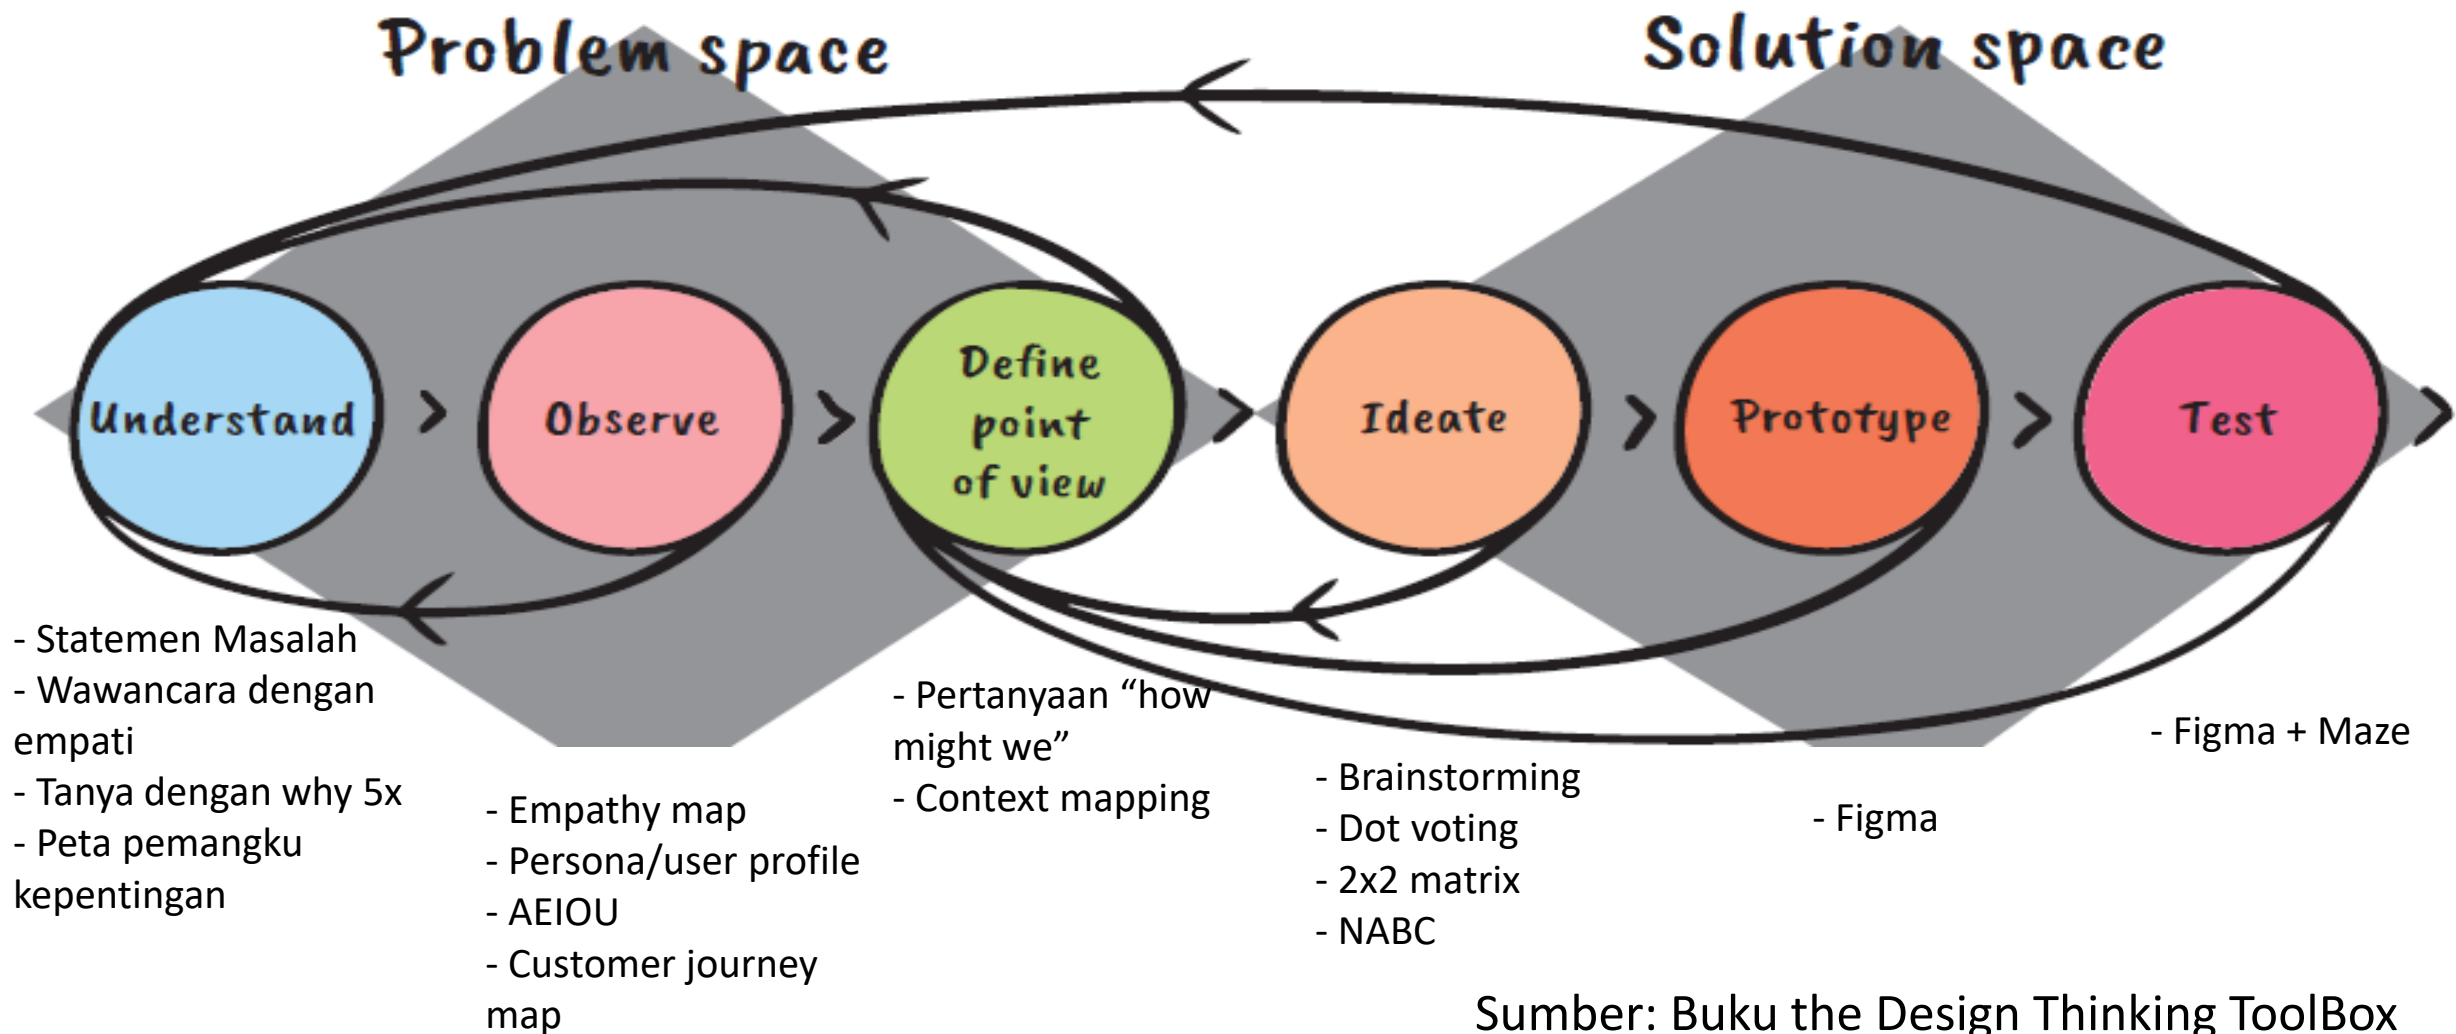 Problem space
Solution space
Understand
Observe
Define
point
of view
Ideate
Prototype
Test
- Statemen Masalah
- Wawancara dengan
empati
- Tanya dengan why 5x
- Peta pemangku
kepentingan
- Empathy map
- Persona/user profile
- AEIOU
- Customer journey
map
- Pertanyaan “how
might we”
- Context mapping
- Brainstorming
- Dot voting
- 2x2 matrix
- NABC
- Figma
- Figma + Maze
Sumber: Buku the Design Thinking ToolBox